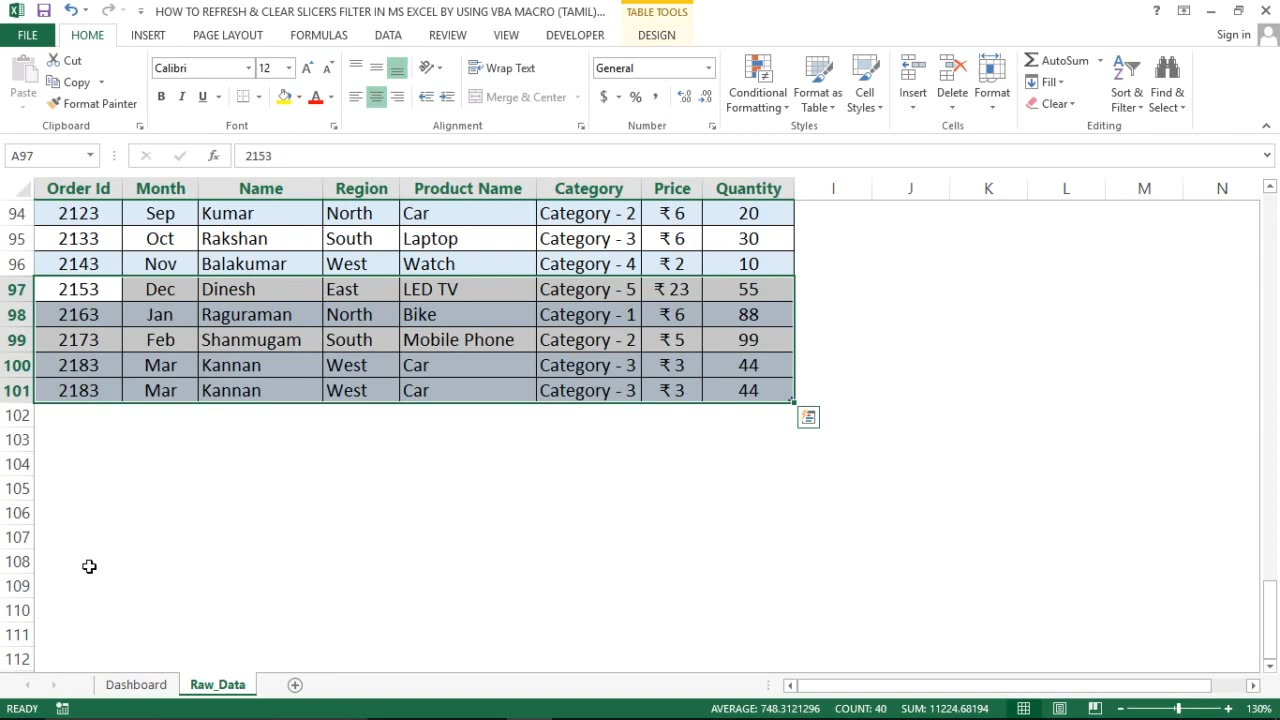 HOW TO REFRESH & CLEAR SLICERS FILTER IN MS EXCEL BY USING VBA MACRO (TAMIL)... TABLE TOOLS ?
FILE HOME INSERT PAGE LAYOUT FORMULAS DATA REVIEW VIEW DEVELOPER DESIGN Sign in
Paste Cut Copy Format Painter
Clipboard
Calibri 12 A A
B I U A
Font
Wrap Text
Merge & Center
Alignment
General
$ % ,
Number
Conditional Formatting Format as Table Cell Styles
Styles
Insert Delete Format
Cells
AutoSum Fill Clear Sort & Filter Find & Select
Editing
A97 fx 2153
Order Id Month Name Region Product Name Category Price Quantity I J K L M N
94 2123 Sep Kumar North Car Category - 2 ₹ 6 20
95 2133 Oct Rakshan South Laptop Category - 3 ₹ 6 30
96 2143 Nov Balakumar West Watch Category - 4 ₹ 2 10
97 2153 Dec Dinesh East LED TV Category - 5 ₹ 23 55
98 2163 Jan Raguraman North Bike Category - 1 ₹ 6 88
99 2173 Feb Shanmugam South Mobile Phone Category - 2 ₹ 5 99
100 2183 Mar Kannan West Car Category - 3 ₹ 3 44
101 2183 Mar Kannan West Car Category - 3 ₹ 3 44
102
103
104
105
106
107
108
109
110
111
112
Dashboard Raw_Data
READY AVERAGE: 748.3121296 COUNT: 40 SUM: 11224.68194 130%